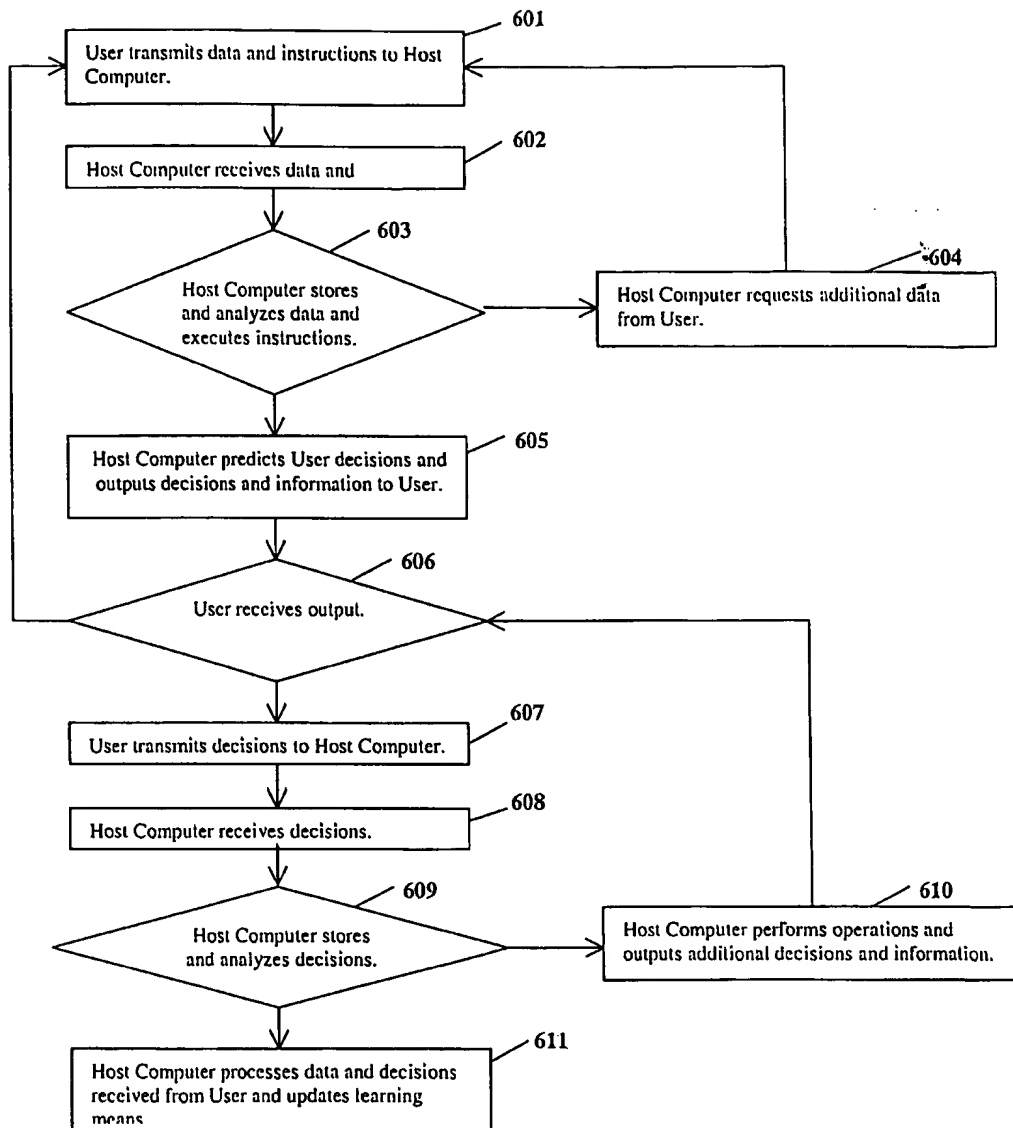 601
User transmits data and instructions to Host
Computer.
602
Host Computer receives data and
603
Host Computer stores
and analyzes data and
executes instructions.
604
Host Computer requests additional data
from User.
605
Host Computer predicts User decisions and
outputs decisions and information to User.
606
User receives output.
607
User transmits decisions to Host Computer.
608
Host Computer receives decisions.
609
Host Computer stores
and analyzes decisions.
610
Host Computer performs operations and
outputs additional decisions and information.
611
Host Computer processes data and decisions
received from User and updates learning
means